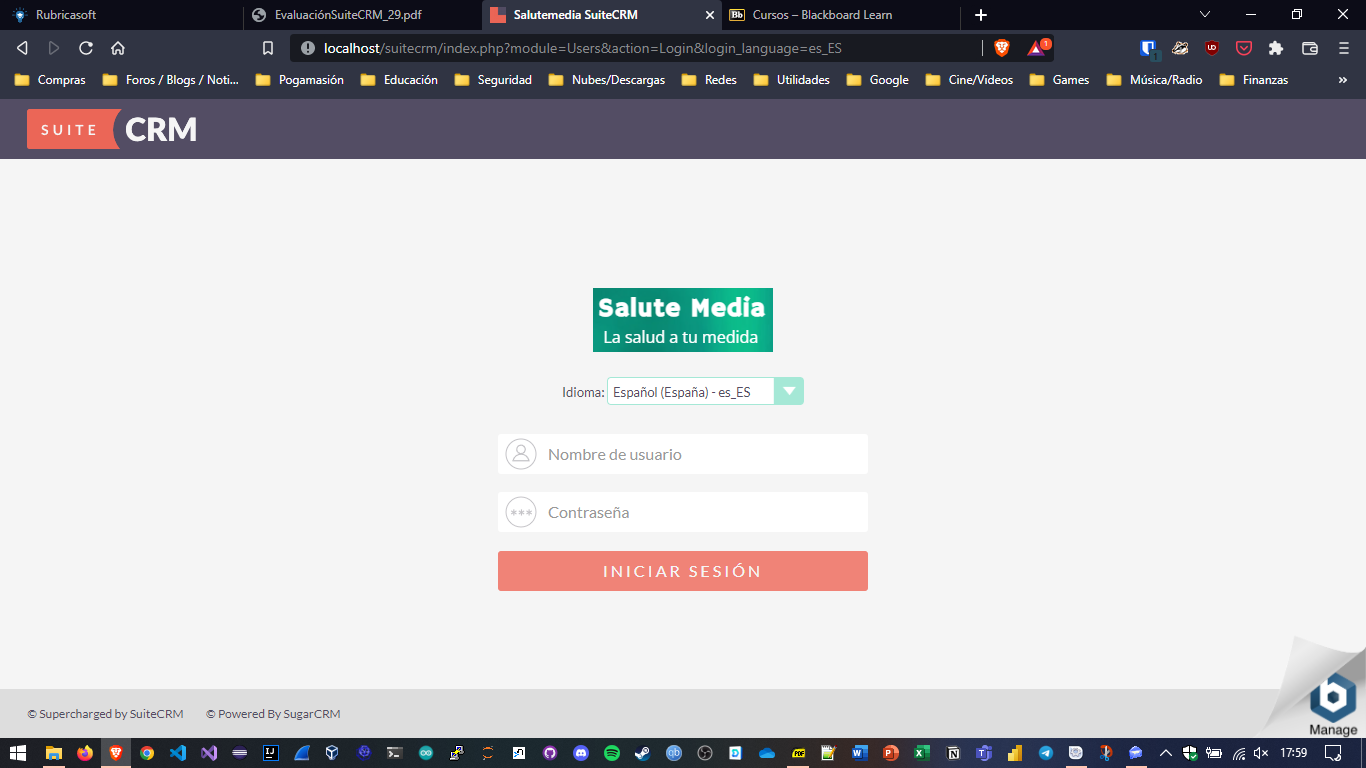 Rubricasoft
EvaluaciónSuiteCRM_29.pdf
Salutemedia SuiteCRM
Bb Cursos – Blackboard Learn
localhost/suitecrm/index.php?module=Users&action=Login&login_language=es_ES
1
1
Compras
Foros / Blogs / Noti...
Pogamasión
Educación
Seguridad
Nubes/Descargas
Redes
Utilidades
Google
Cine/Videos
Games
Música/Radio
Finanzas
»
SUITE CRM
Salute Media
La salud a tu medida
Idioma: Español (España) - es_ES
Nombre de usuario
*** Contraseña
INICIAR SESIÓN
© Supercharged by SuiteCRM © Powered By SugarCRM
Manage
17:59